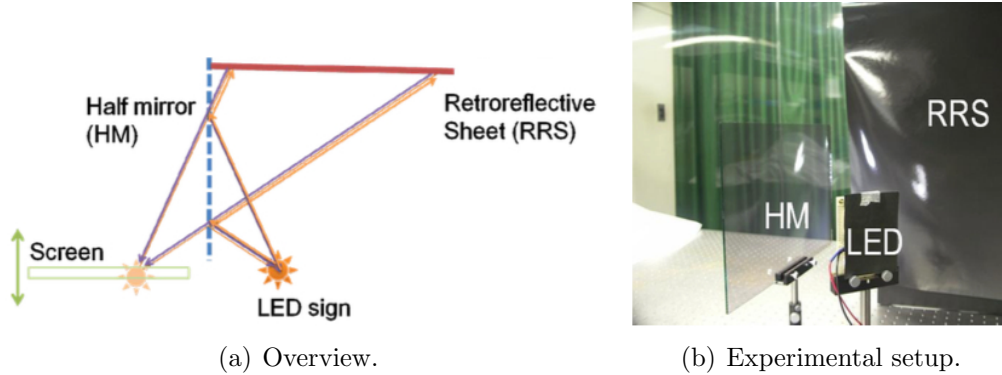 Half mirror
(HM)
Retroreflective
Sheet (RRS)
Screen
LED sign
RRS
HM
LED
(a) Overview.
(b) Experimental setup.